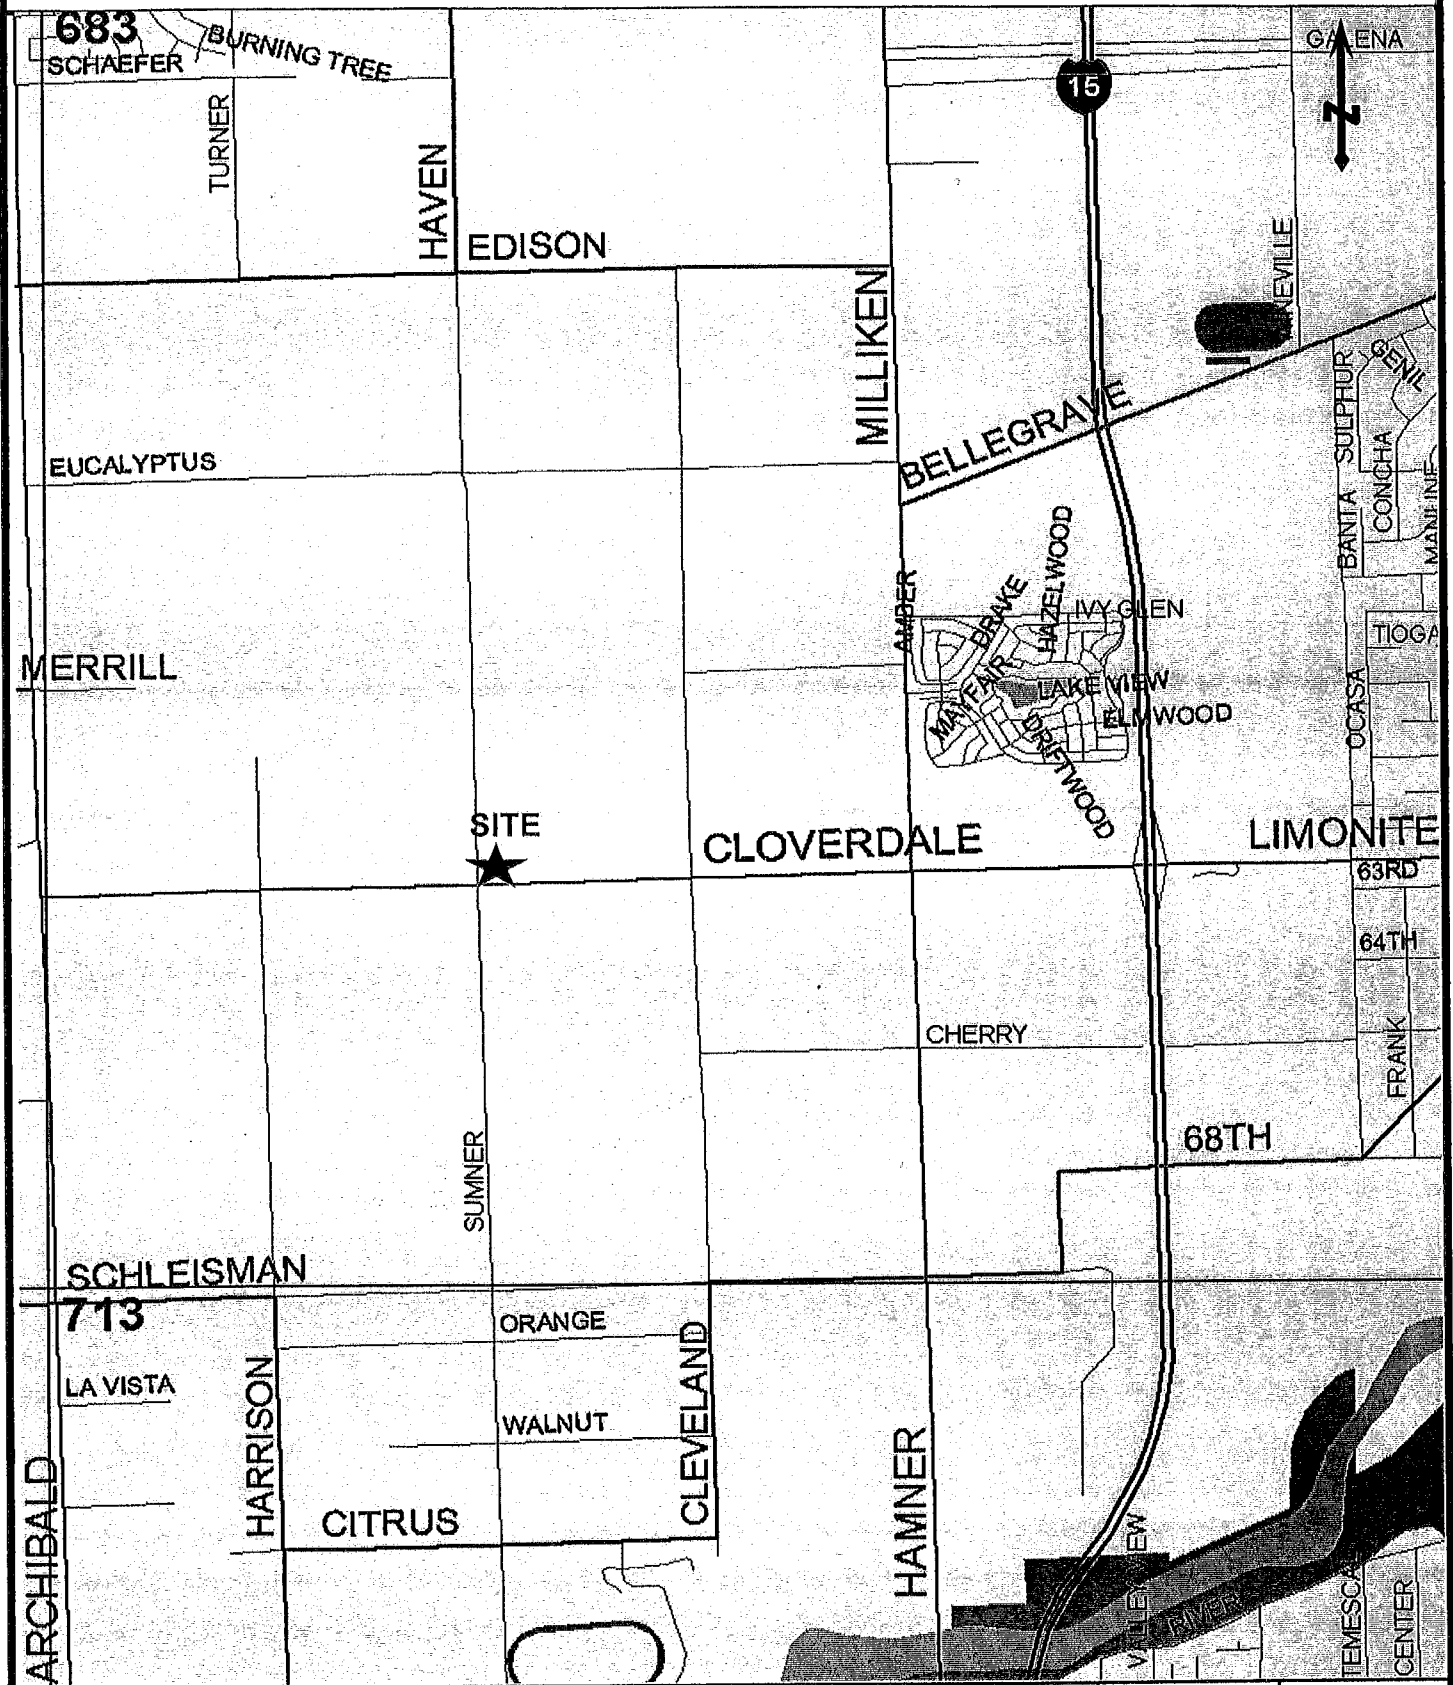 683
BURNING TREE
GALENA
SCHAEFER
15
N
TURNER
HAVEN
EDISON
MILLIKEN
BELLEGRAVE
SULPHUR
GENIL
EUCALYPTUS
CONCHA
BANTA
HAZELWOOD
DRAKE
AMBER
IVY GLEN
TIOGA
MERRILL
MAYFAIR
LAKE VIEW
ELMWOOD
OCASA
DRIFTWOOD
SITE
CLOVERDALE
LIMONITE
63RD
64TH
CHERRY
FRANK
68TH
SUMNER
SCHLEISMAN
713
ORANGE
LA VISTA
HARRISON
CLEVELAND
WALNUT
HAMNER
CITRUS
ARCHIBALD
RIVER
CENTER